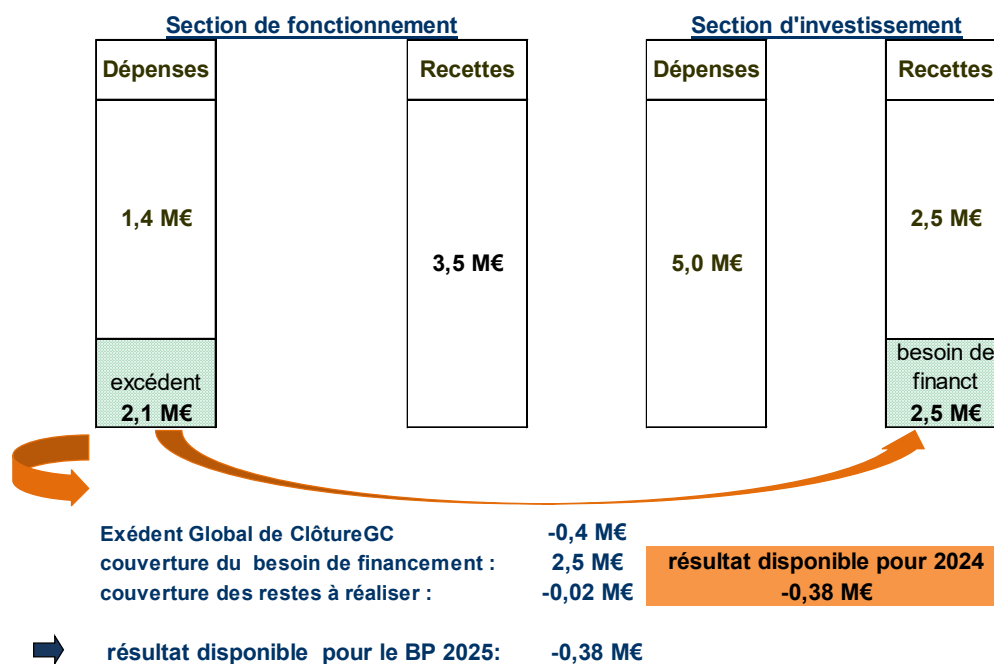 Section de fonctionnement
Section d'investissement
Dépenses
Recettes
Dépenses
Recettes
1,4 M€
3,5 M€
5,0 M€
2,5 M€
excédent
2,1 M€
besoin de
financt
2,5 M€
Exédent Global de ClôtureGC -0,4 M€
couverture du besoin de financement : 2,5 M€
couverture des restes à réaliser : -0,02 M€
résultat disponible pour 2024
-0,38 M€
résultat disponible pour le BP 2025: -0,38 M€